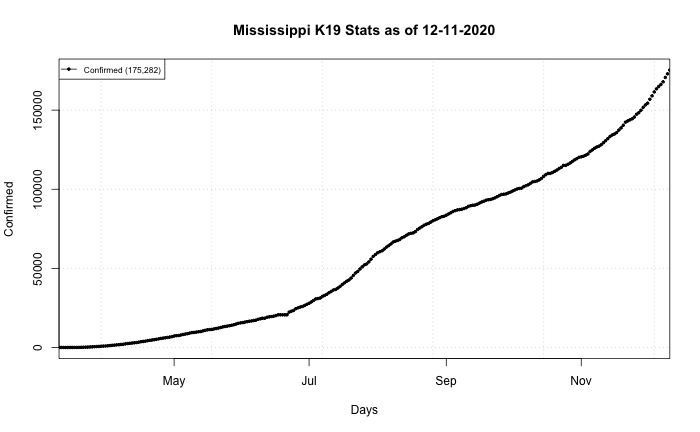 Mississippi K19 Stats as of 12-11-2020
Confirmed (175,282)
Confirmed
150000
100000
50000
0
May Jul Sep Nov
Days